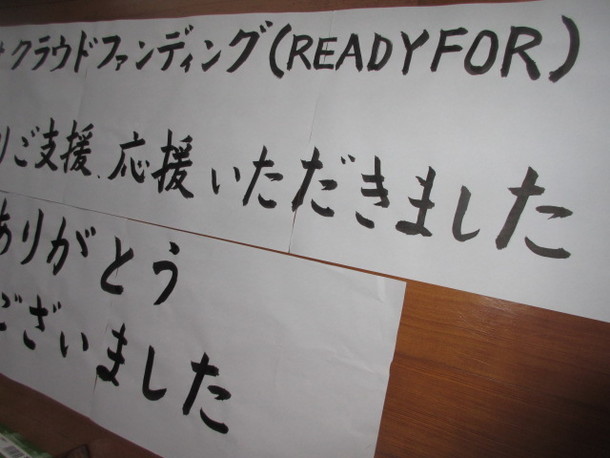 クラウドファンディング(READYFOR)
りご支援、応援いただきました
ありがとう
ございました